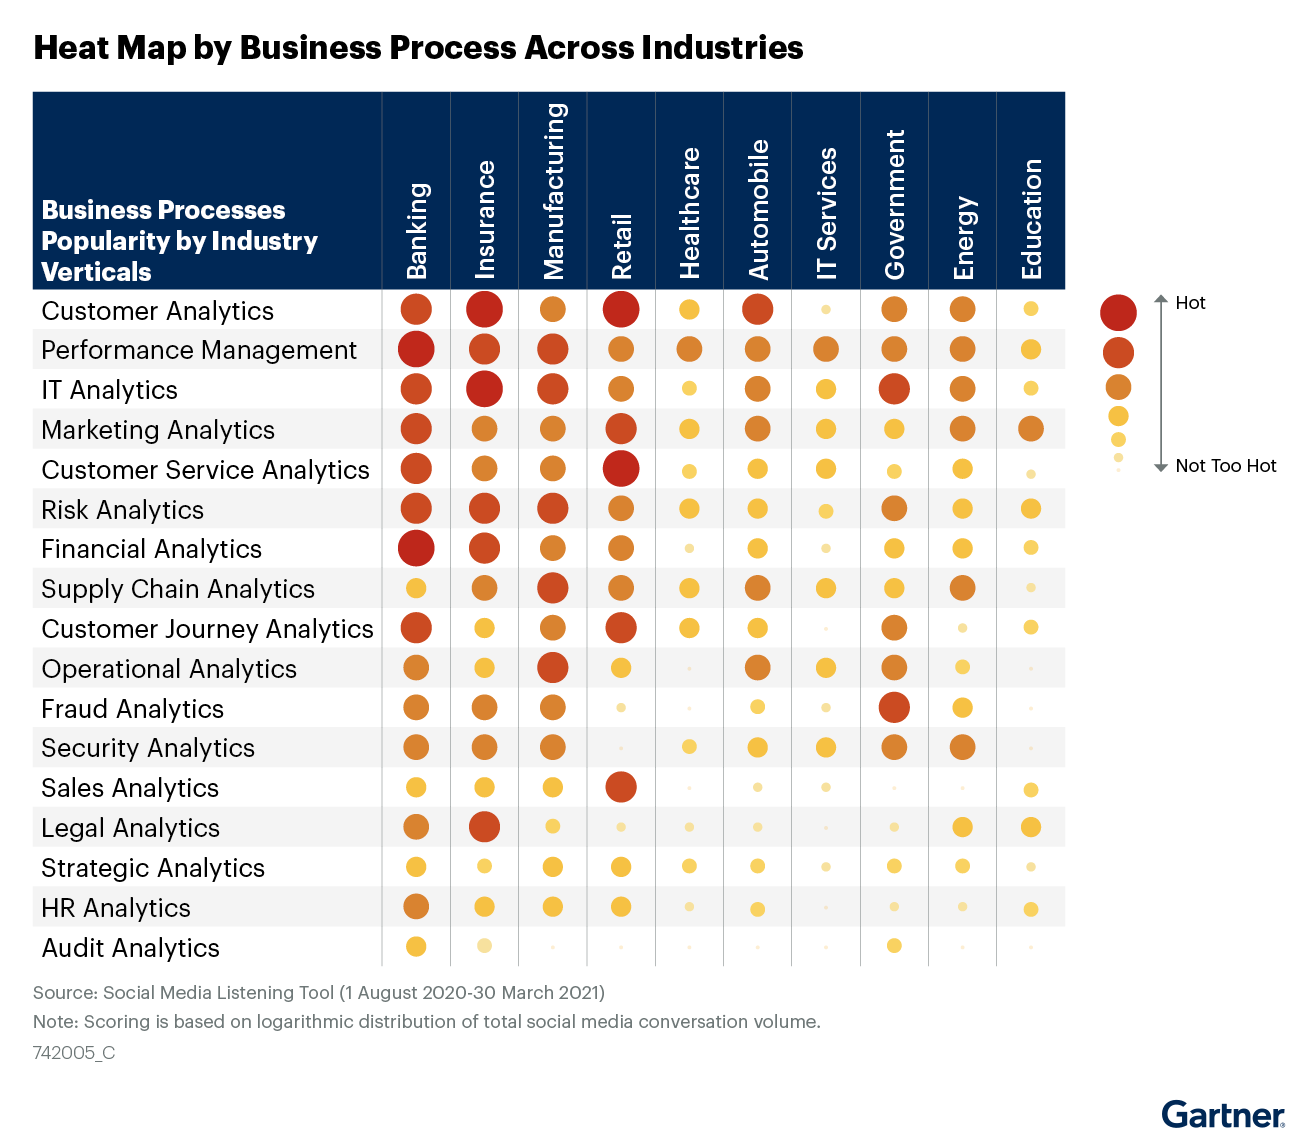 Heat Map by Business Process Across Industries
Business Processes
Popularity by Industry
Verticals
Banking
Insurance
Manufacturing
Retail
Healthcare
Automobile
IT Services
Government
Energy
Education
Customer Analytics
Performance Management
IT Analytics
Marketing Analytics
Customer Service Analytics
Risk Analytics
Financial Analytics
Supply Chain Analytics
Customer Journey Analytics
Operational Analytics
Fraud Analytics
Security Analytics
Sales Analytics
Legal Analytics
Strategic Analytics
HR Analytics
Audit Analytics
Hot
Not Too Hot
Source: Social Media Listening Tool (1 August 2020-30 March 2021)
Note: Scoring is based on logarithmic distribution of total social media conversation volume.
742005_C
Gartner®